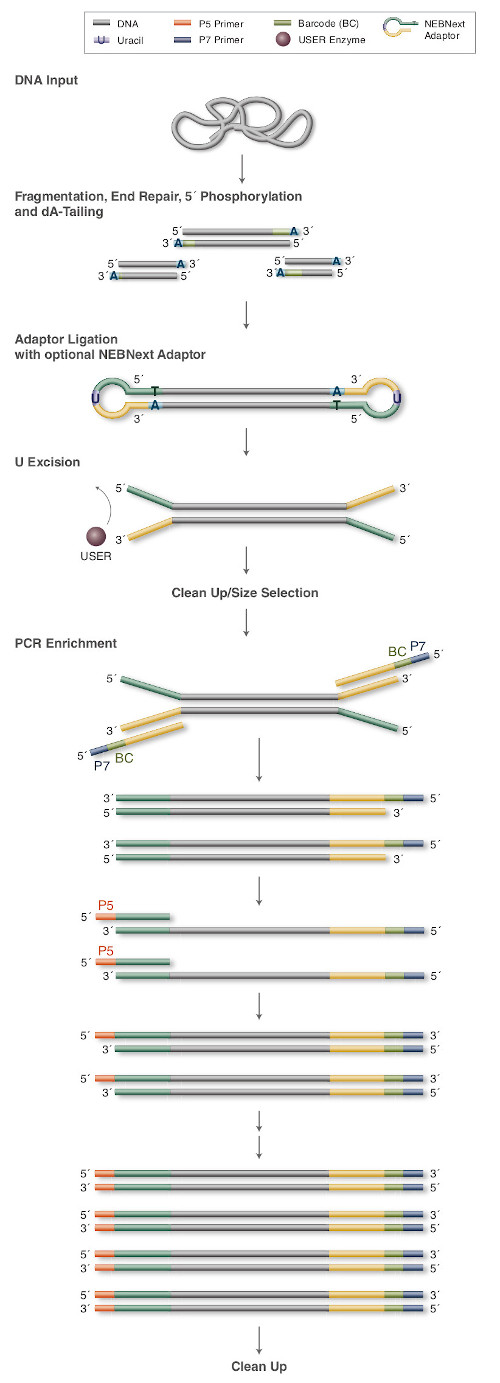 DNA
P5 Primer
Barcode (BC)
NEBNext
Adaptor
U Uracil
P7 Primer
USER Enzyme
DNA Input
Fragmentation, End Repair, 5´ Phosphorylation
and dA-Tailing
5´ A 3´
3´ A 5´
5´ A 3´
3´ A 5´
5´ A 3´
3´ A 5´
Adaptor Ligation
with optional NEBNext Adaptor
5´ 3´
T A
U U
A T
3´ 5´
U Excision
5´ 3´
3´ 5´
USER
Clean Up/Size Selection
PCR Enrichment
BC P7 5´
5´ 3´
3´ 5´
5´ P7 BC
3´ 5´
5´ 3´
3´ 5´
5´ 3´
P5
5´
3´ 5´
P5
5´
3´ 5´
5´ 3´
3´ 5´
5´ 3´
3´ 5´
5´ 3´
3´ 5´
5´ 3´
3´ 5´
5´ 3´
3´ 5´
5´ 3´
3´ 5´
Clean Up